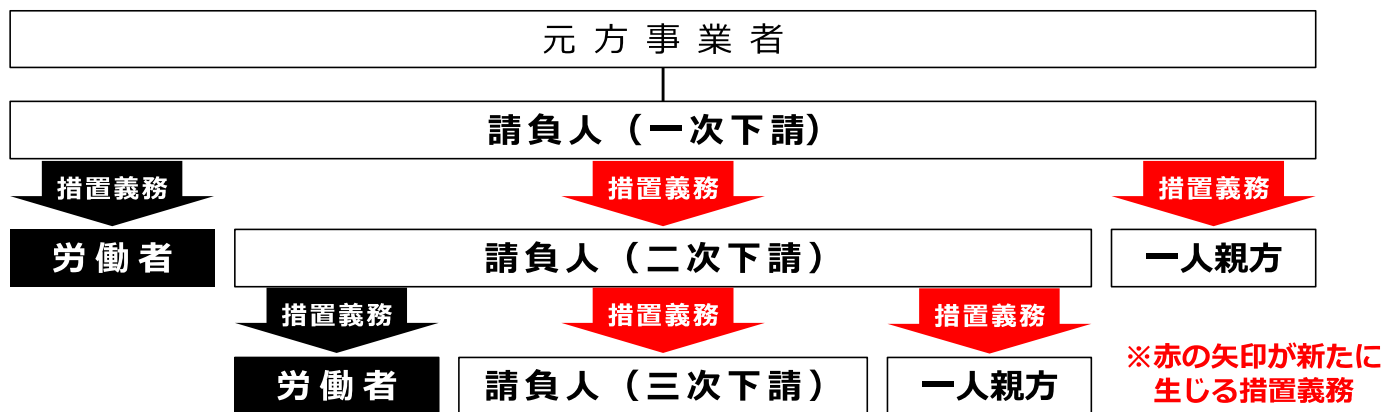 元方事業者
請負人（一次下請）
措置義務
措置義務
措置義務
労働者
請負人（二次下請）
一人親方
措置義務
措置義務
措置義務
労働者
請負人（三次下請）
一人親方
※赤の矢印が新たに
生じる措置義務